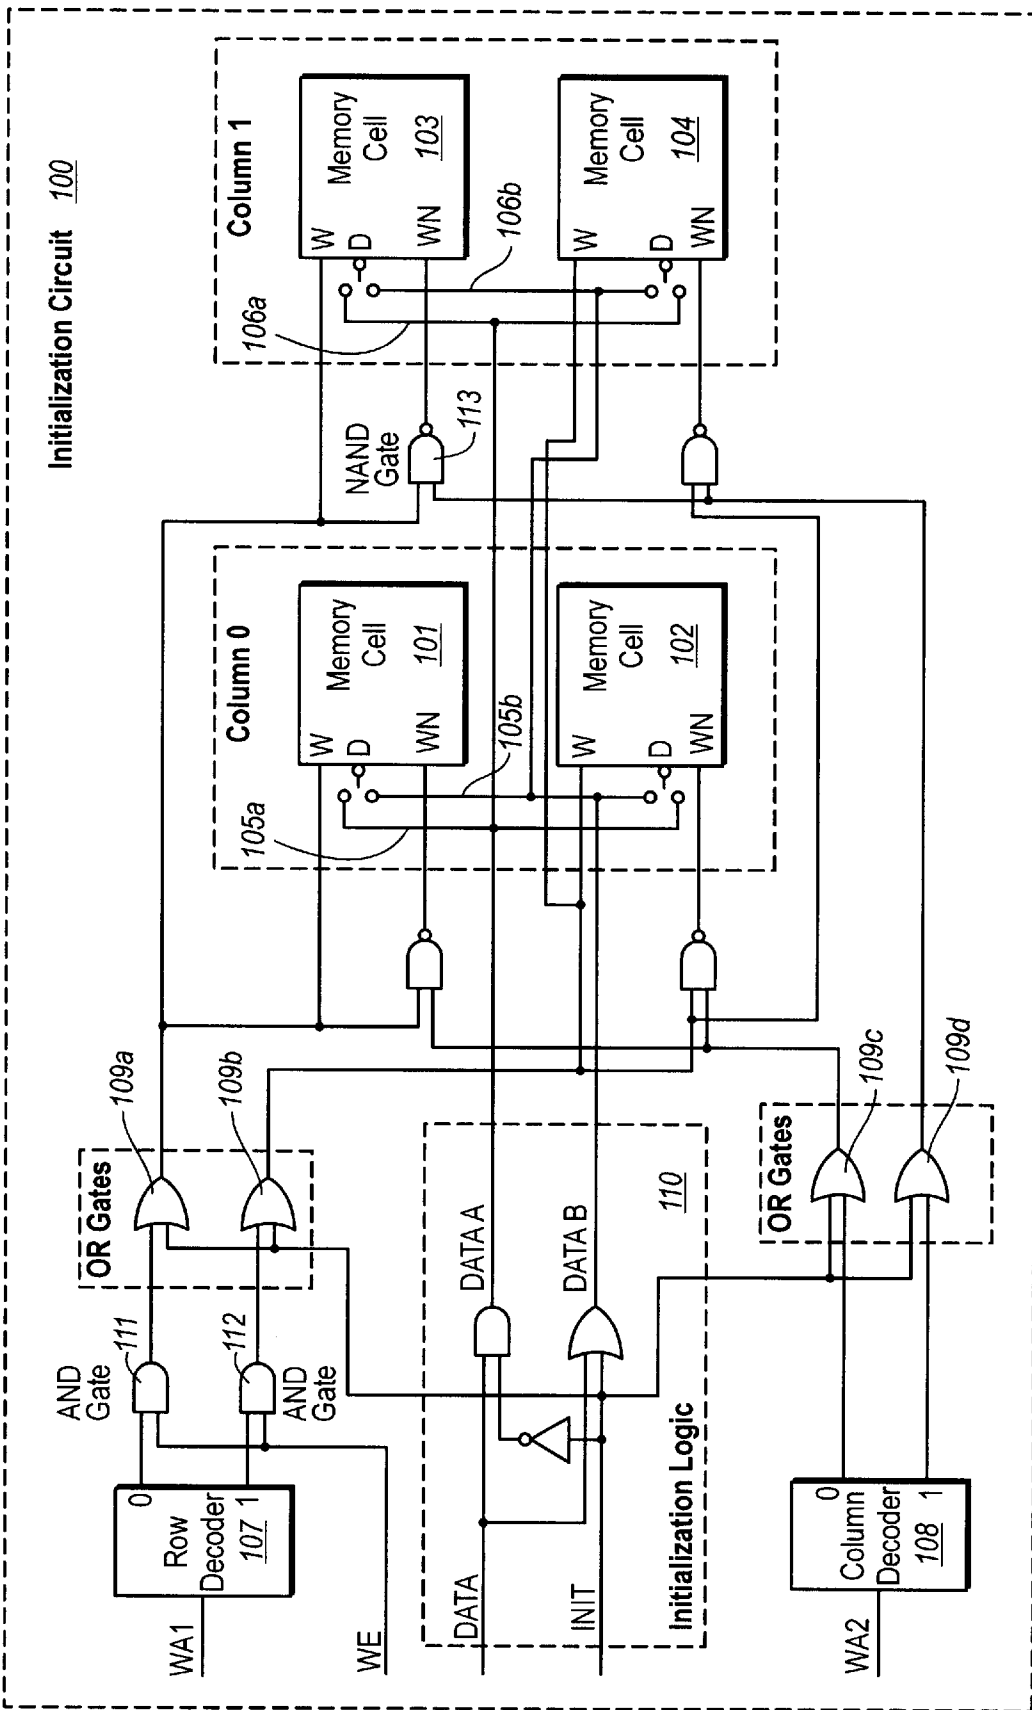 Initialization Circuit 100
WA1
Row
Decoder
107
0
1
AND
Gate
111
112
AND
Gate
WE
OR Gates
109a
109b
DATA
INIT
DATA A
DATA B
Initialization Logic
110
WA2
Column
Decoder
108
0
1
OR Gates
109c
109d
Column 0
105a
105b
W
D
WN
Memory
Cell
101
W
D
WN
Memory
Cell
102
NAND
Gate
113
Column 1
106a
106b
W
D
WN
Memory
Cell
103
W
D
WN
Memory
Cell
104